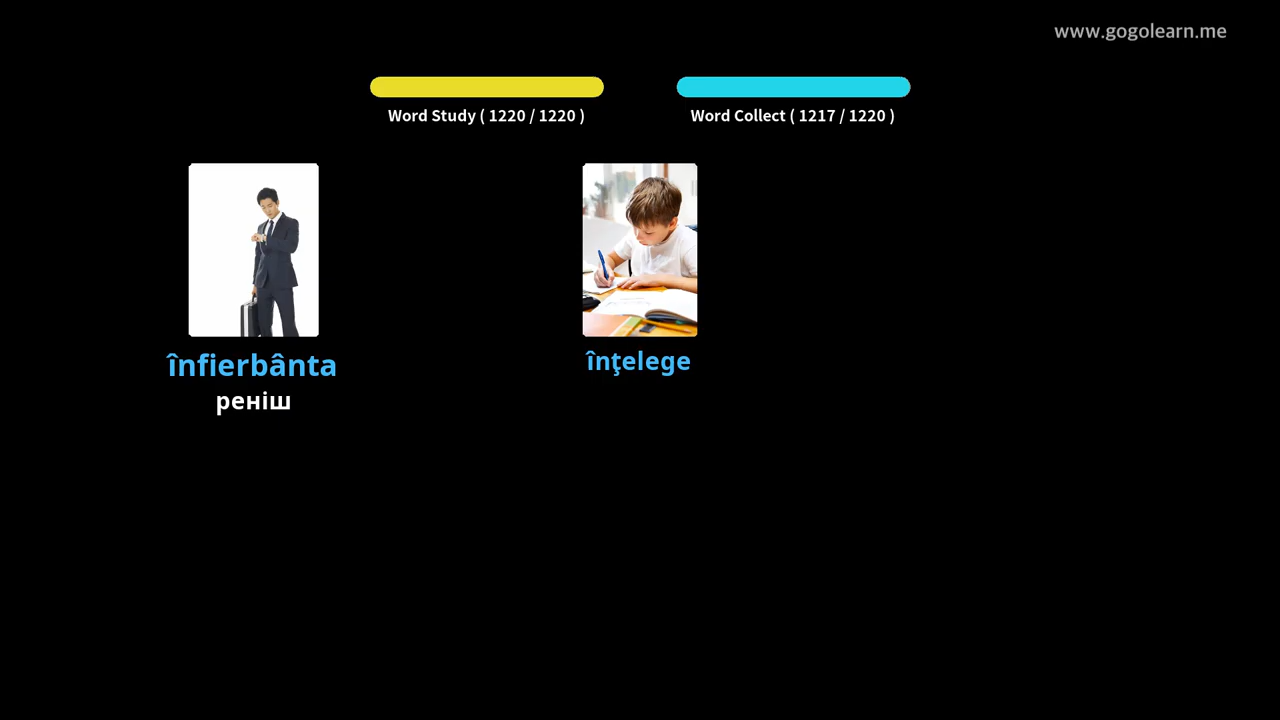 www.gogolearn.me
Word Study ( 1220 / 1220 )
Word Collect ( 1217 / 1220 )
înfierbânta
реніш
înţelege